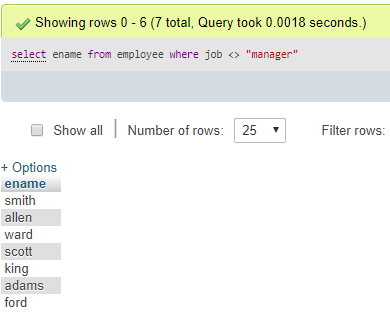 Showing rows 0 - 6 (7 total, Query took 0.0018 seconds.)
select ename from employee where job <> "manager"
Show all Number of rows: 25 Filter rows:
+ Options
ename
smith
allen
ward
scott
king
adams
ford